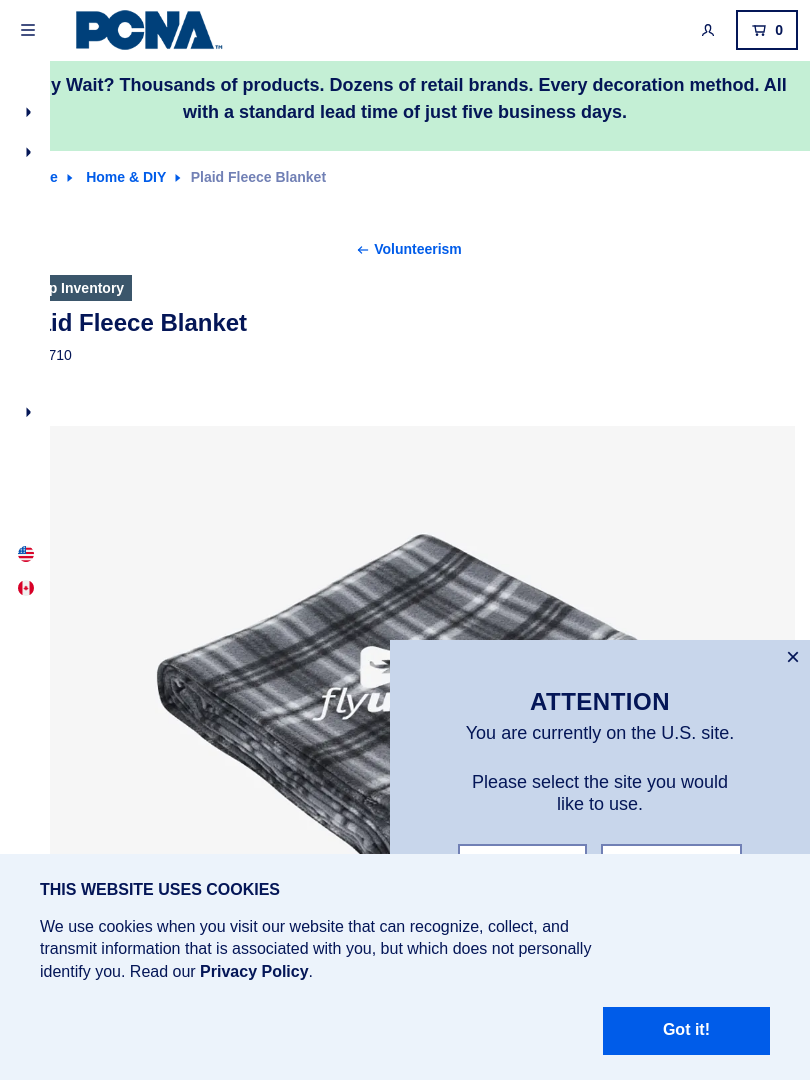 PCNA™
0
y Wait? Thousands of products. Dozens of retail brands. Every decoration method. All
with a standard lead time of just five business days.
e Home & DIY Plaid Fleece Blanket
← Volunteerism
p Inventory
id Fleece Blanket
710
fly
ATTENTION
You are currently on the U.S. site.
Please select the site you would
like to use.
THIS WEBSITE USES COOKIES
We use cookies when you visit our website that can recognize, collect, and
transmit information that is associated with you, but which does not personally
identify you. Read our Privacy Policy.
Got it!